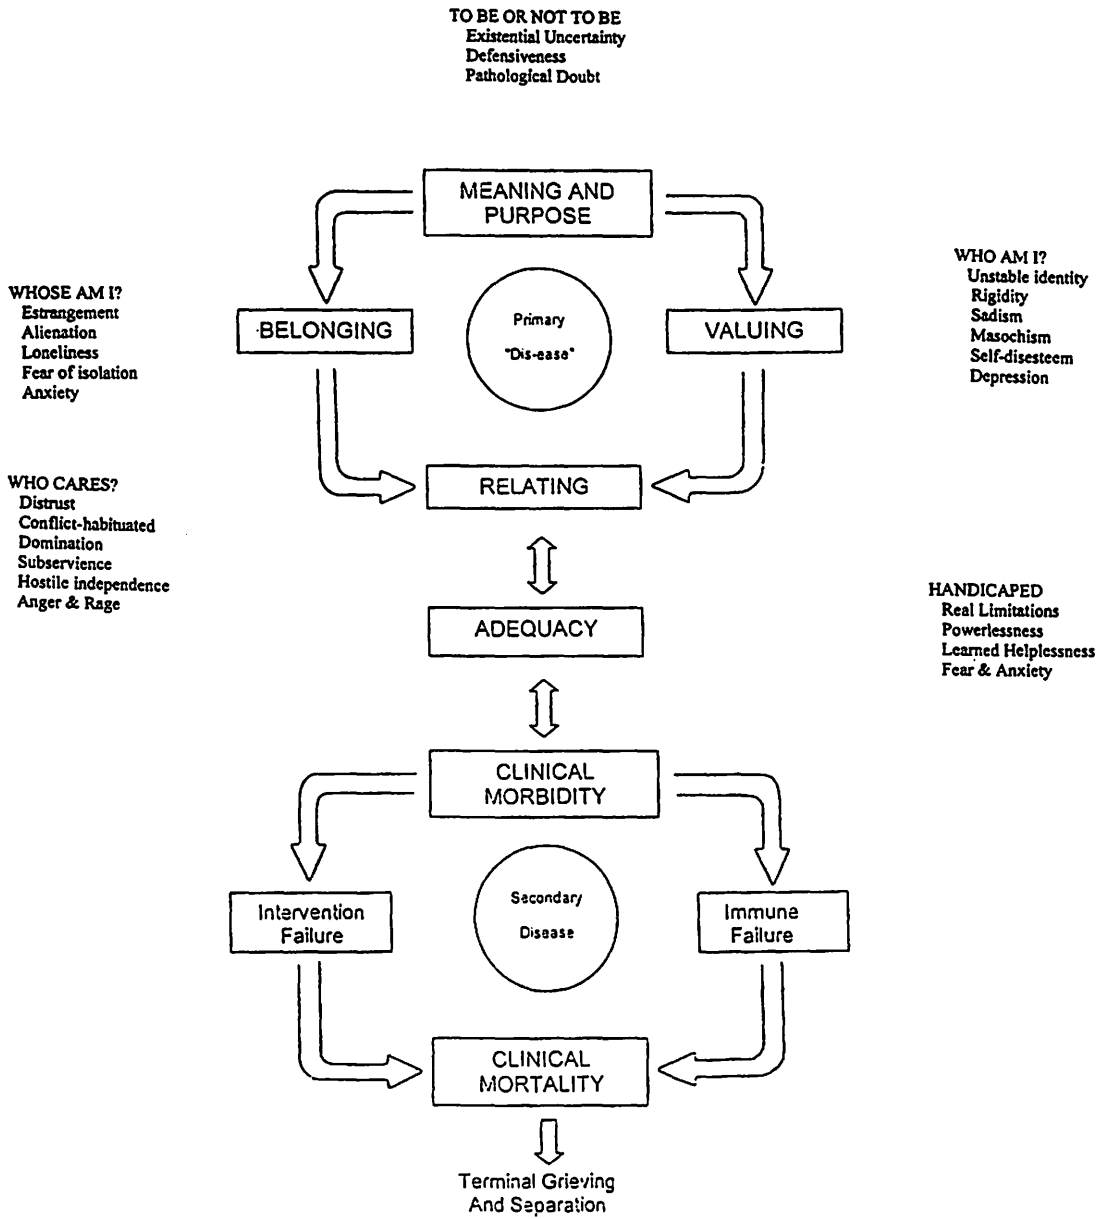 TO BE OR NOT TO BE
Existential Uncertainty
Defensiveness
Pathological Doubt
MEANING AND
PURPOSE
WHOSE AM I?
Estrangement
Alienation
Loneliness
Fear of isolation
Anxiety
BELONGING
Primary
"Dis-ease"
VALUING
WHO AM I?
Unstable identity
Rigidity
Sadism
Masochism
Self-disesteem
Depression
WHO CARES?
Distrust
Conflict-habituated
Domination
Subservience
Hostile independence
Anger & Rage
RELATING
ADEQUACY
HANDICAPED
Real Limitations
Powerlessness
Learned Helplessness
Fear & Anxiety
CLINICAL
MORBIDITY
Intervention
Failure
Secondary
Disease
Immune
Failure
CLINICAL
MORTALITY
Terminal Grieving
And Separation